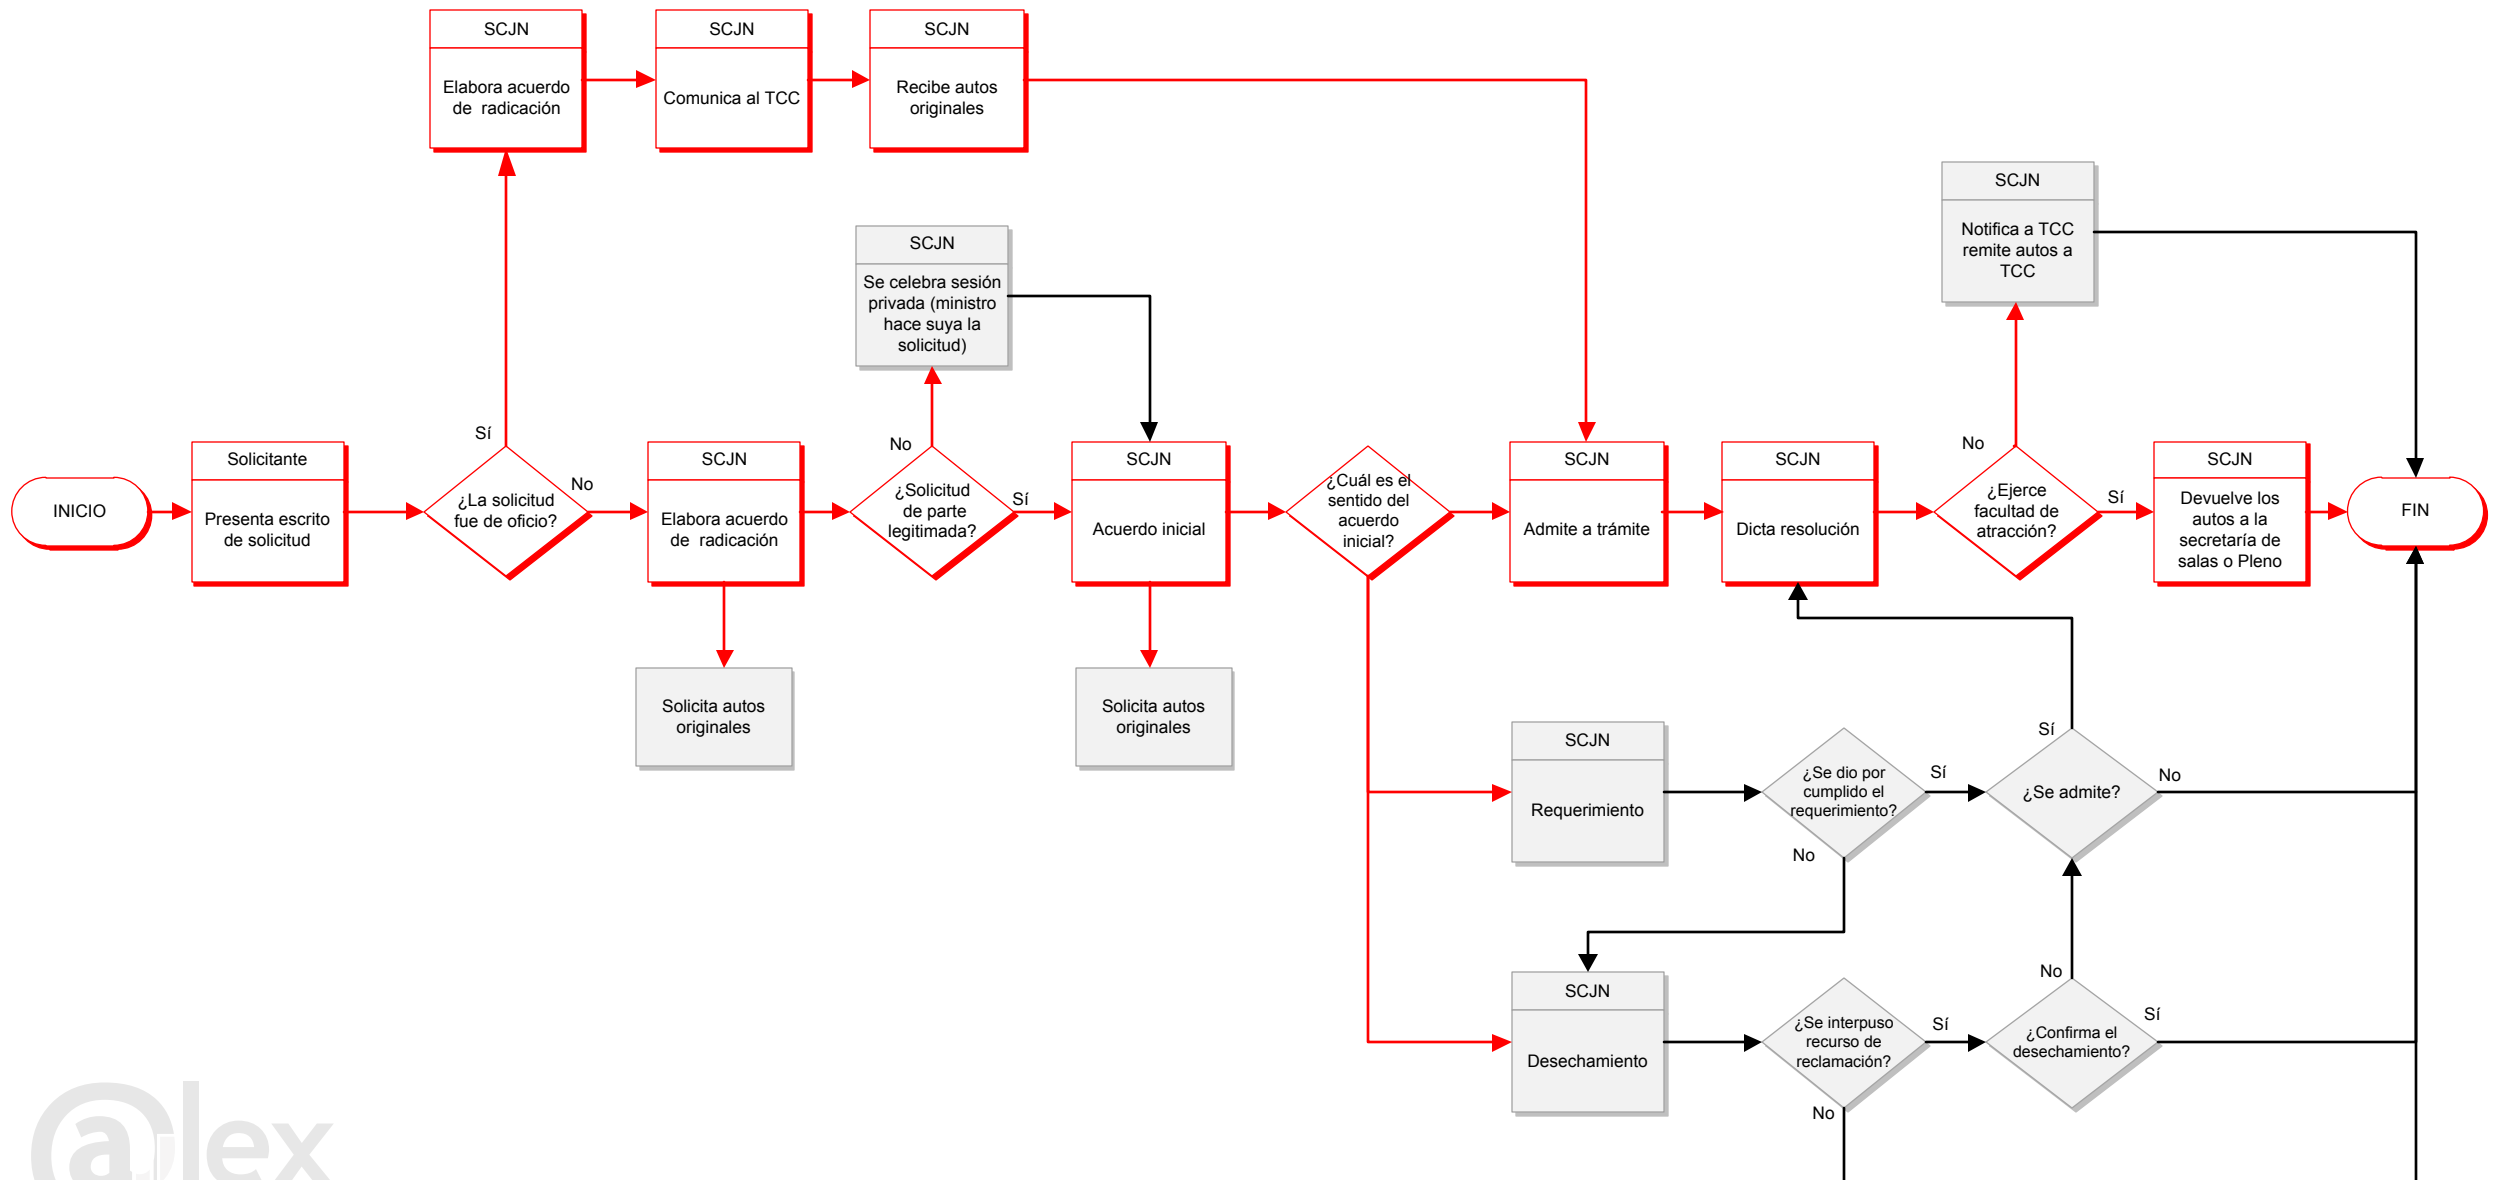 SCJN
Elabora acuerdo
de radicación
SCJN
Comunica al TCC
SCJN
Recibe autos
originales
SCJN
Notifica a TCC
remite autos a
TCC
SCJN
Se celebra sesión
privada (ministro
hace suya la
solicitud)
INICIO
Solicitante
Presenta escrito
de solicitud
Sí
¿La solicitud
fue de oficio?
No
SCJN
Elabora acuerdo
de radicación
No
¿Solicitud
de parte
legitimada?
Sí
SCJN
Acuerdo inicial
¿Cuál es el
sentido del
acuerdo
inicial?
SCJN
Admite a trámite
SCJN
Dicta resolución
No
¿Ejerce
facultad de
atracción?
Sí
SCJN
Devuelve los
autos a la
secretaría de
salas o Pleno
FIN
Solicita autos
originales
Solicita autos
originales
SCJN
Requerimiento
¿Se dio por
cumplido el
requerimiento?
Sí
No
Sí
¿Se admite?
No
SCJN
Desechamiento
¿Se interpuso
recurso de
reclamación?
Sí
No
No
¿Confirma el
desechamiento?
Sí
@lex